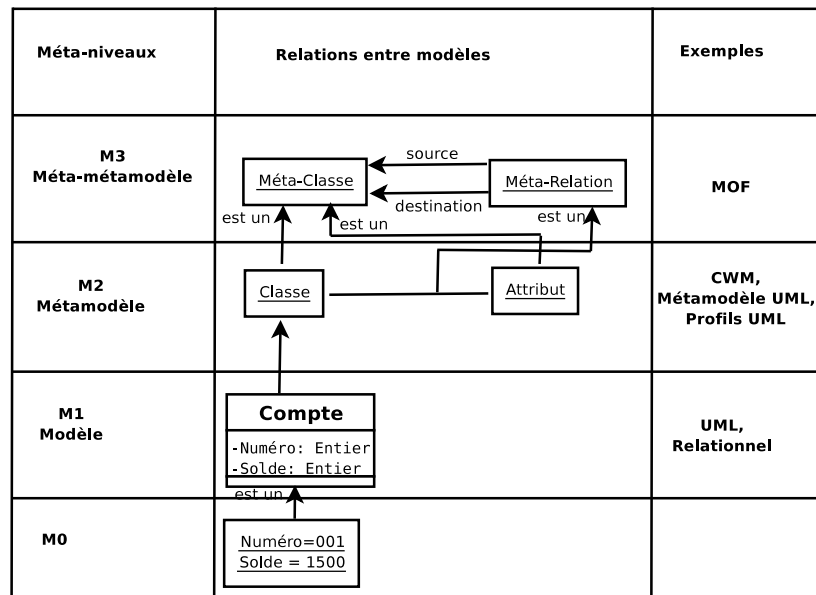 Méta-niveaux
Relations entre modèles
Exemples
M3
Méta-métamodèle
source
Méta-Classe
Méta-Relation
destination
est un
est un
est un
MOF
M2
Métamodèle
Classe
Attribut
CWM,
Métamodèle UML,
Profils UML
M1
Modèle
Compte
-Numéro: Entier
-Solde: Entier
est un
UML,
Relationnel
M0
Numéro=001
Solde = 1500